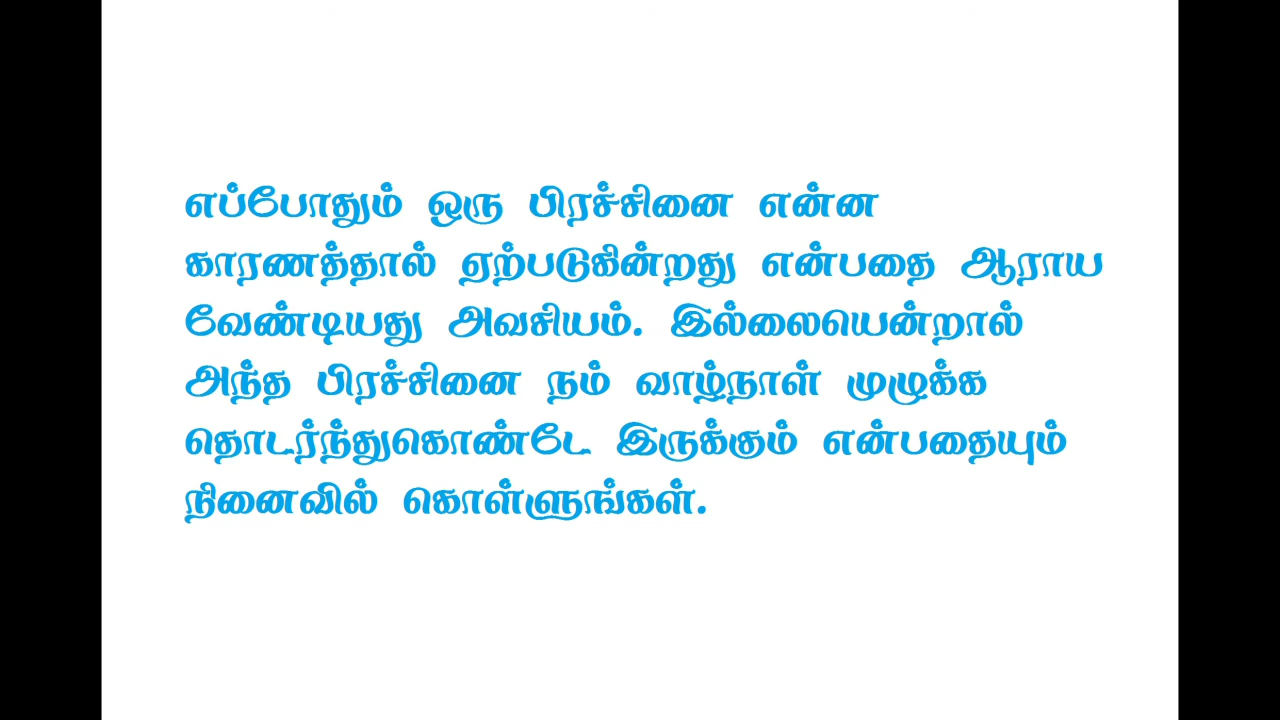 எப்போதும் ஒரு பிரச்சினை என்ன
காரணத்தால் ஏற்படுகின்றது என்பதை ஆராய
வேண்டியது அவசியம். இல்லையென்றால்
அந்த பிரச்சினை நம் வாழ்நாள் முழுக்க
தொடர்ந்துகொண்டே இருக்கும் என்பதையும்
நினைவில் கொள்ளுங்கள்.